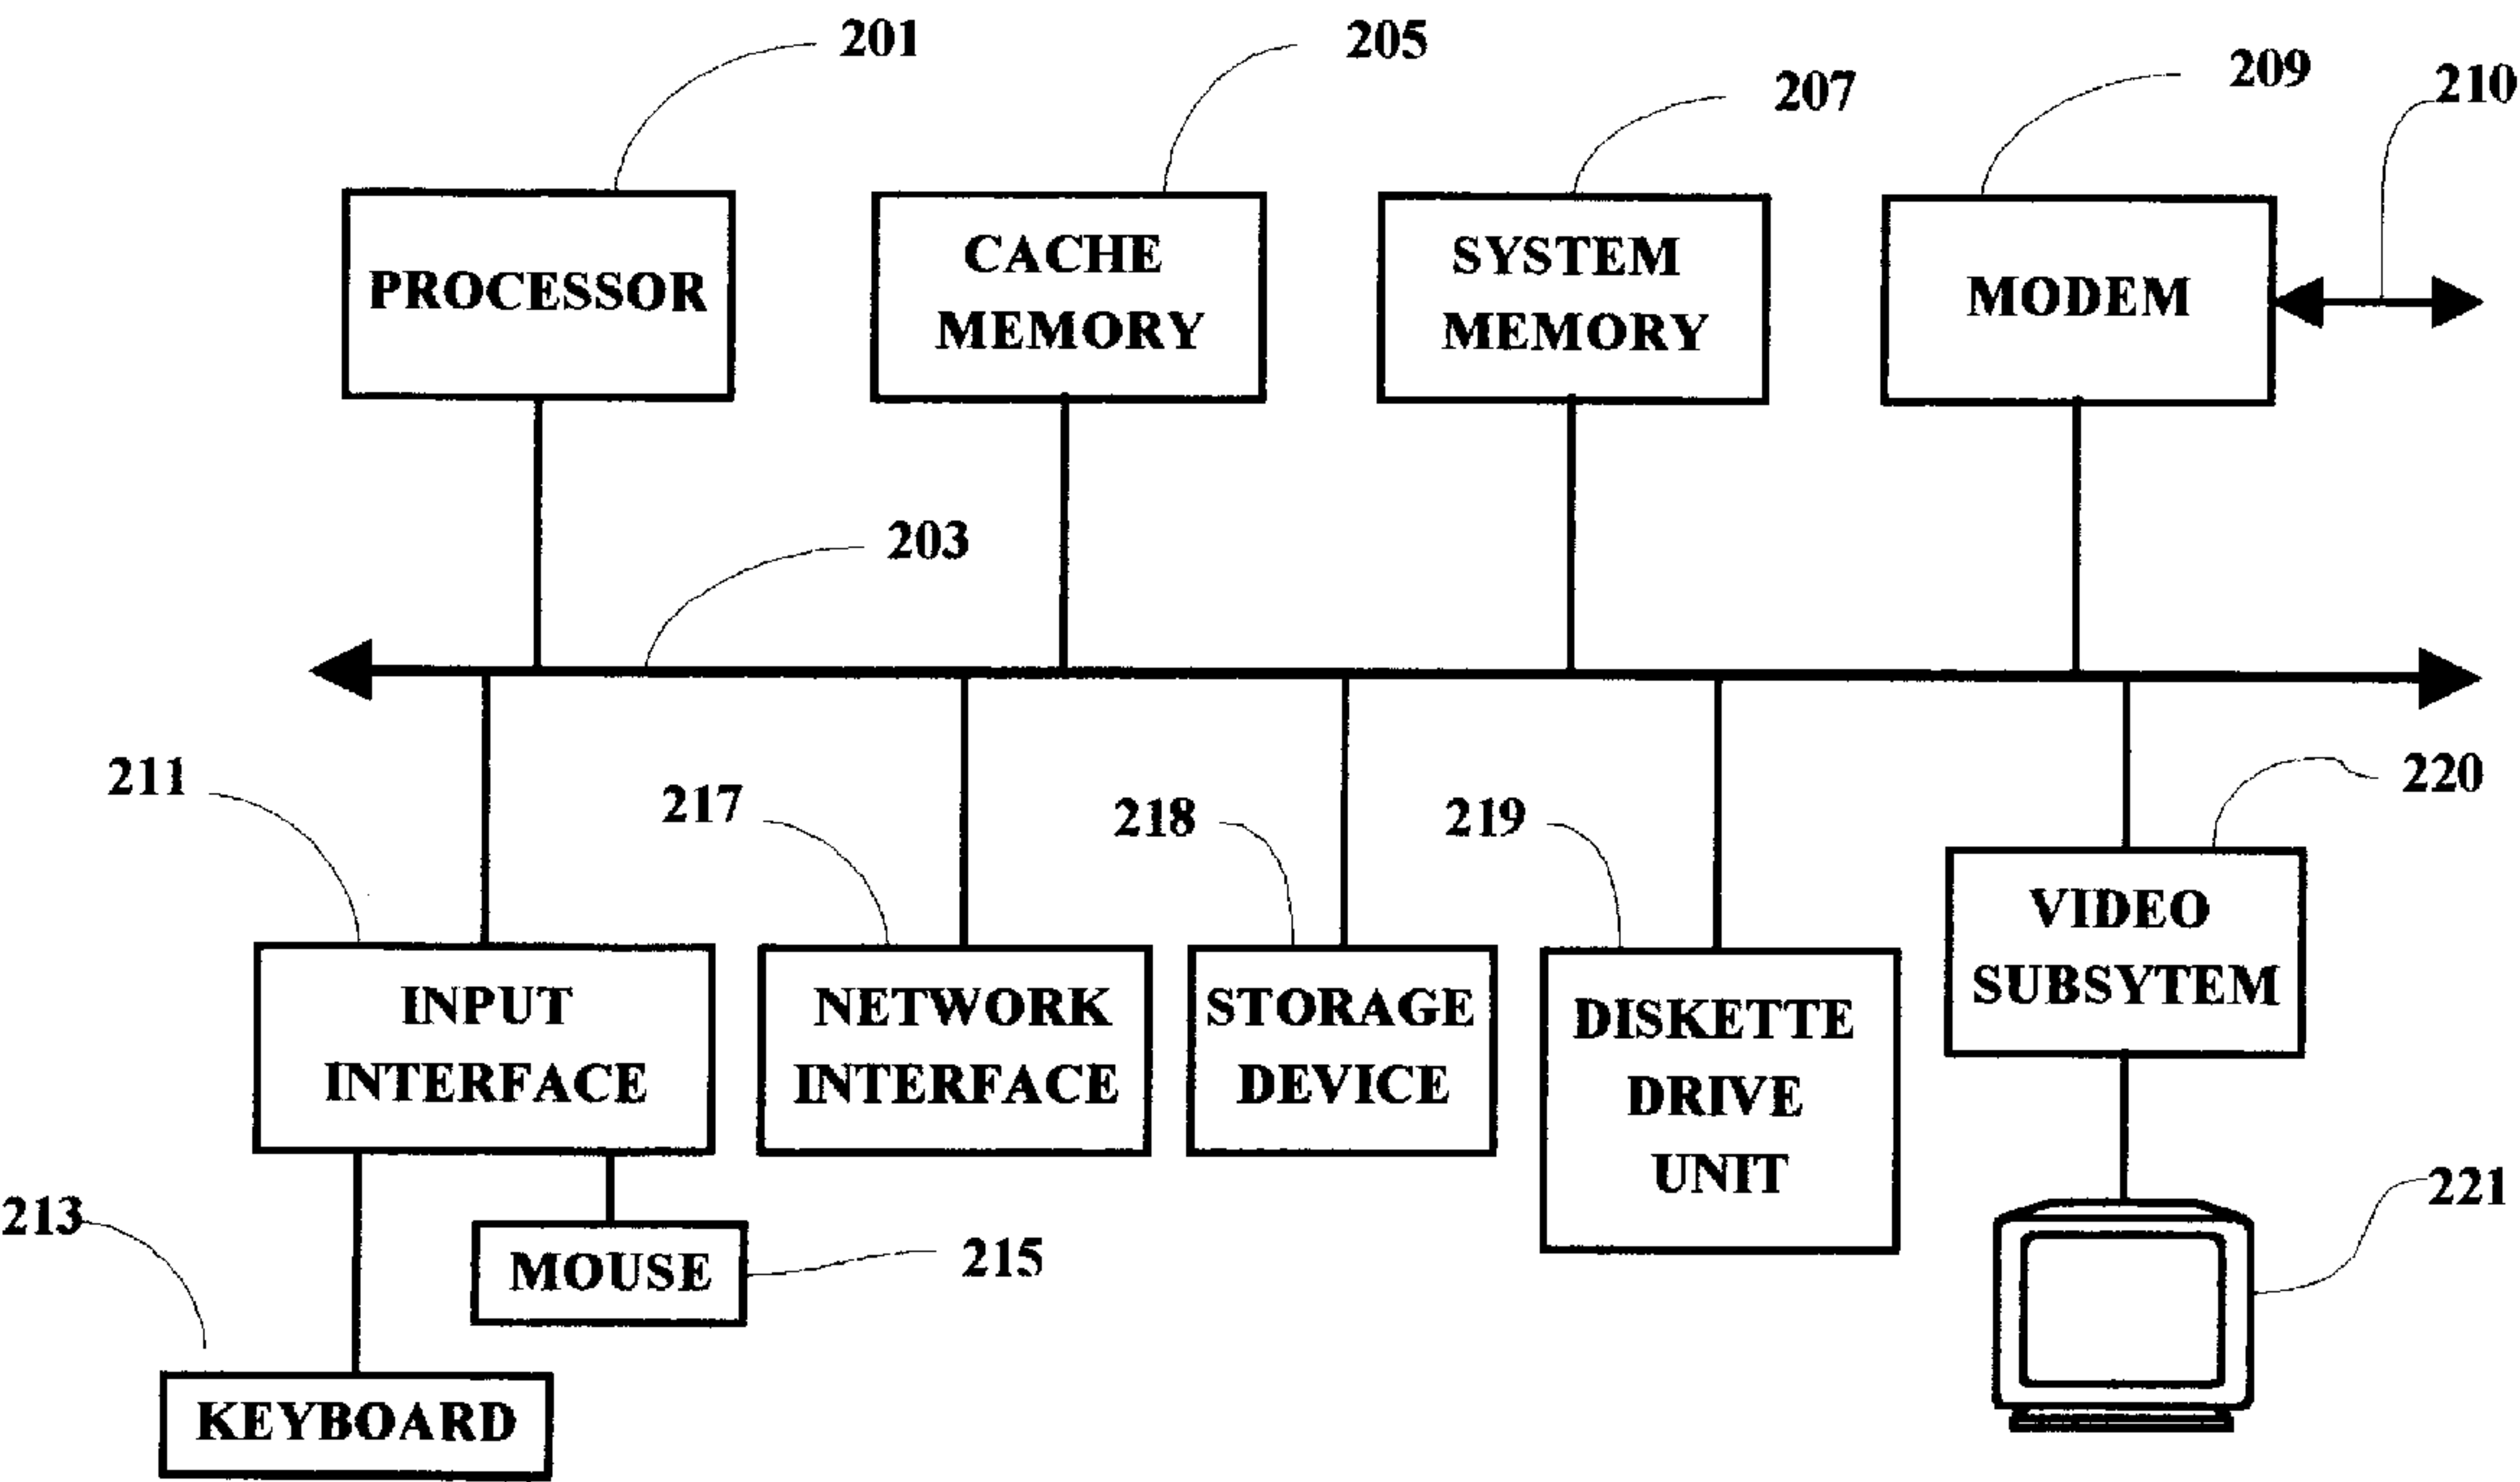 201
205
207
209
210
PROCESSOR
CACHE
MEMORY
SYSTEM
MEMORY
MODEM
203
211
217
218
219
220
INPUT
INTERFACE
NETWORK
INTERFACE
STORAGE
DEVICE
DISKETTE
DRIVE
UNIT
VIDEO
SUBSYTEM
213
MOUSE
215
221
KEYBOARD